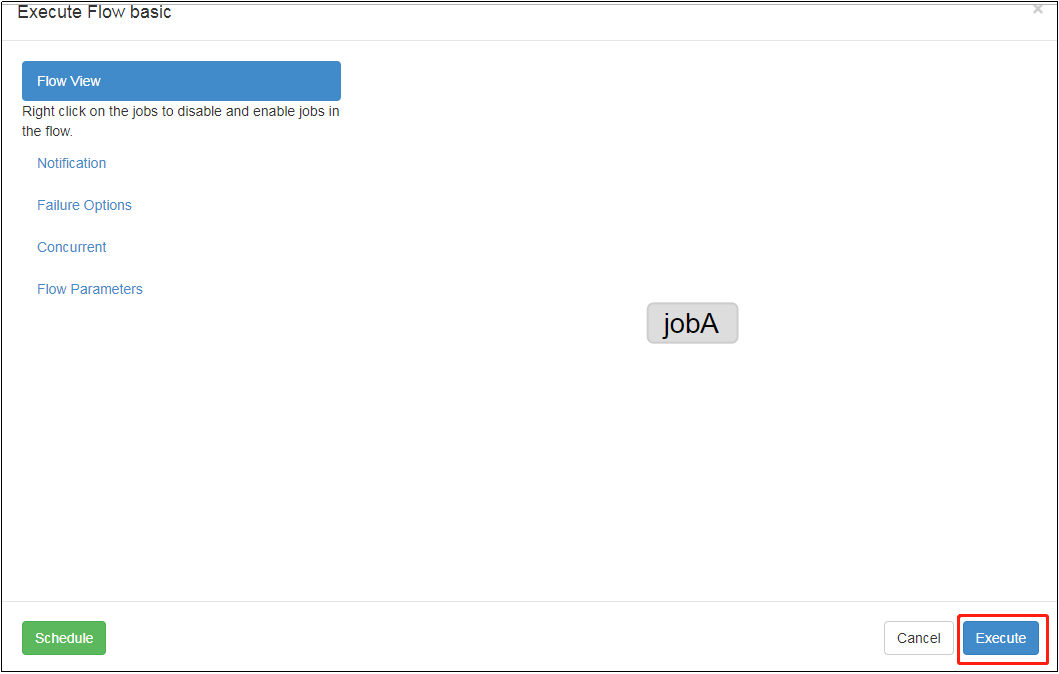 Execute Flow basic
×
Flow View
Right click on the jobs to disable and enable jobs in
the flow.
Notification
Failure Options
Concurrent
Flow Parameters
jobA
Schedule
Cancel
Execute